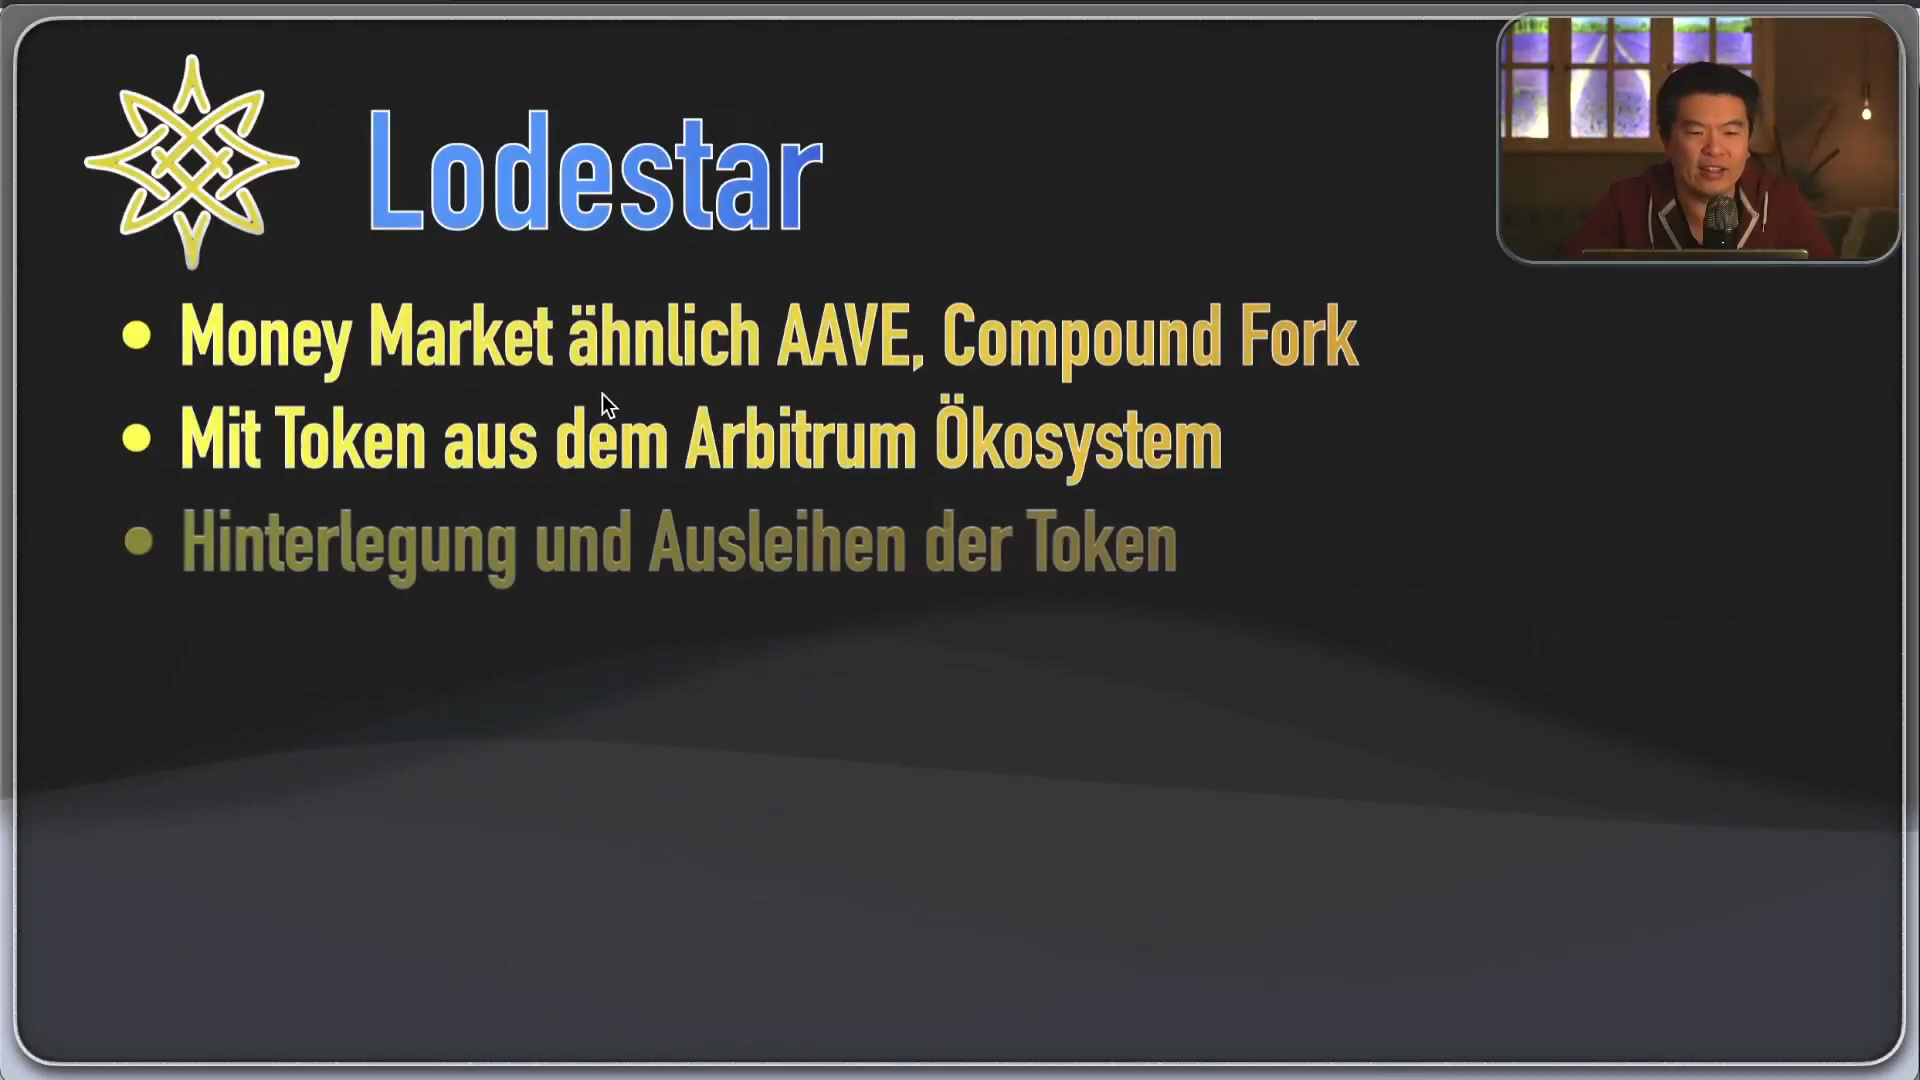 Lodestar
• Money Market ähnlich AAVE, Compound Fork
• Mit Token aus dem Arbitrum Ökosystem
• Hinterlegung und Ausleihen der Token